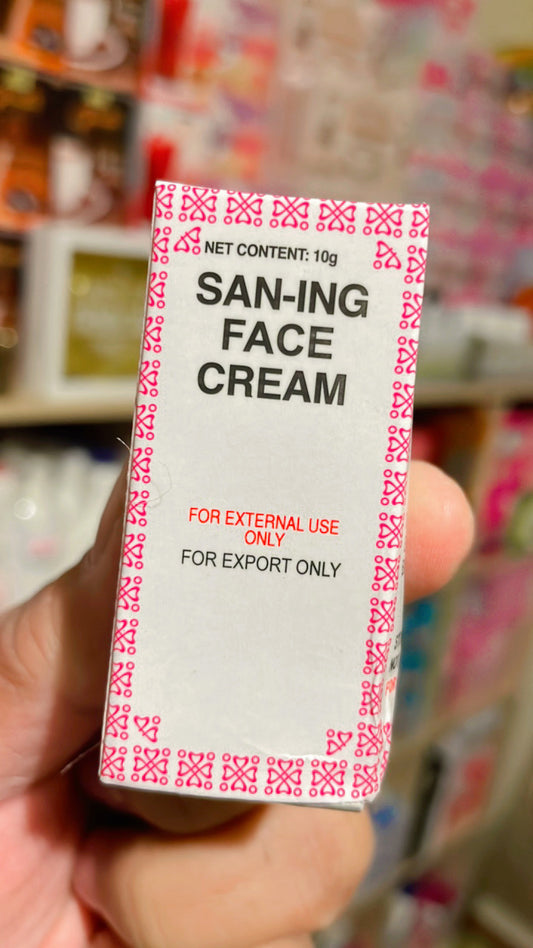 NET CONTENT: 10g
SAN-ING
FACE
CREAM
FOR EXTERNAL USE
ONLY
FOR EXPORT ONLY